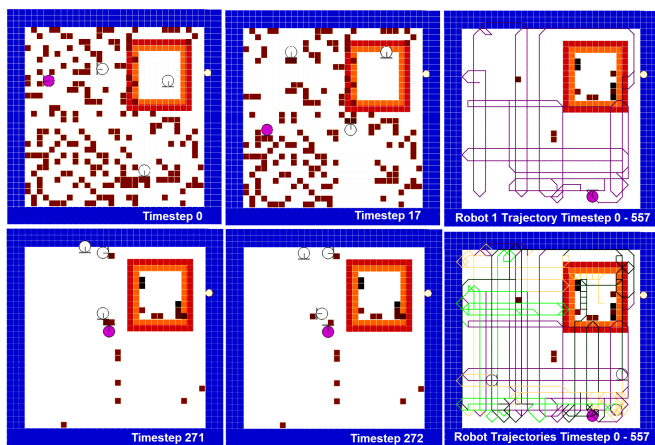 Timestep 0
Timestep 17
Robot 1 Trajectory Timestep 0 - 557
Timestep 271
Timestep 272
Robot Trajectories Timestep 0 - 557